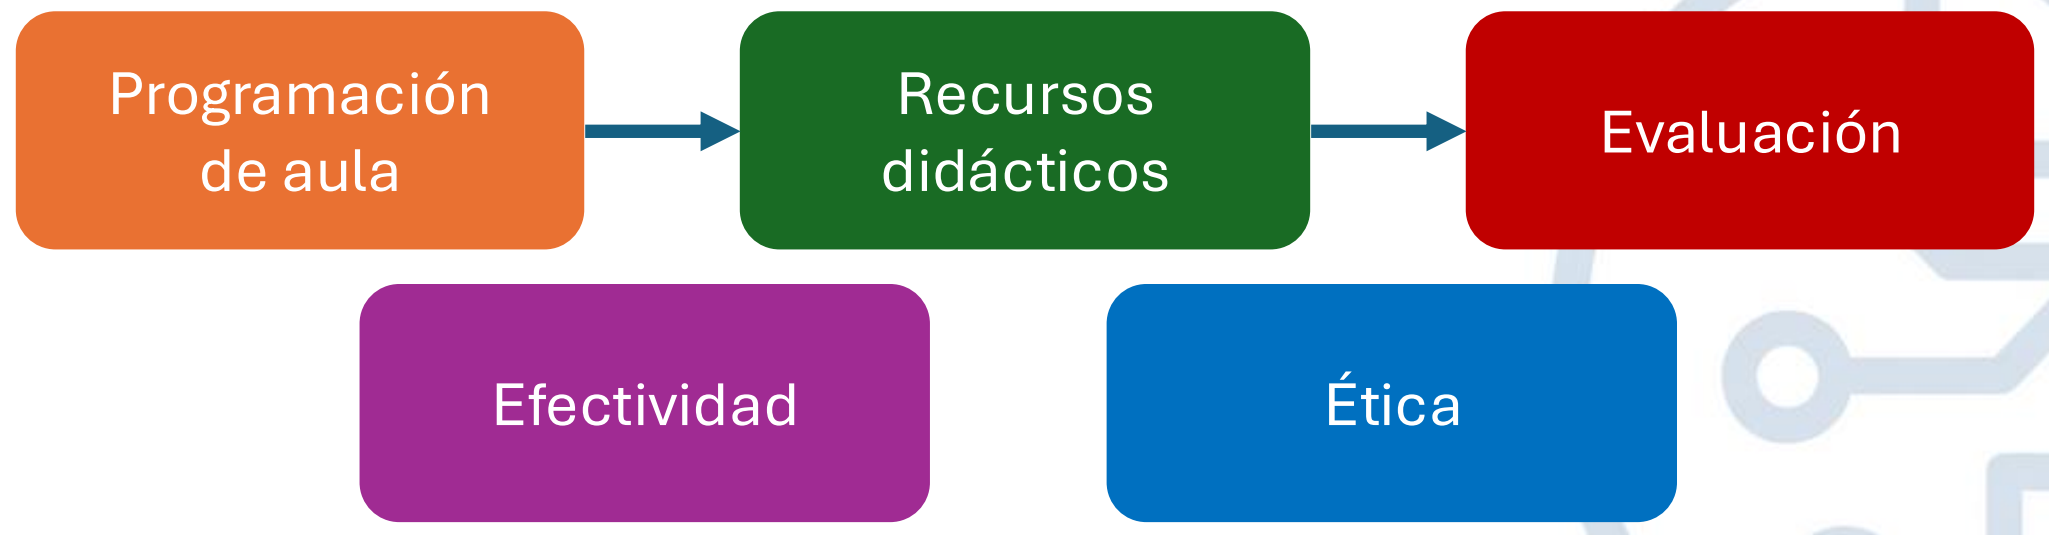 Programación
de aula
Recursos
didácticos
Evaluación
Efectividad
Ética